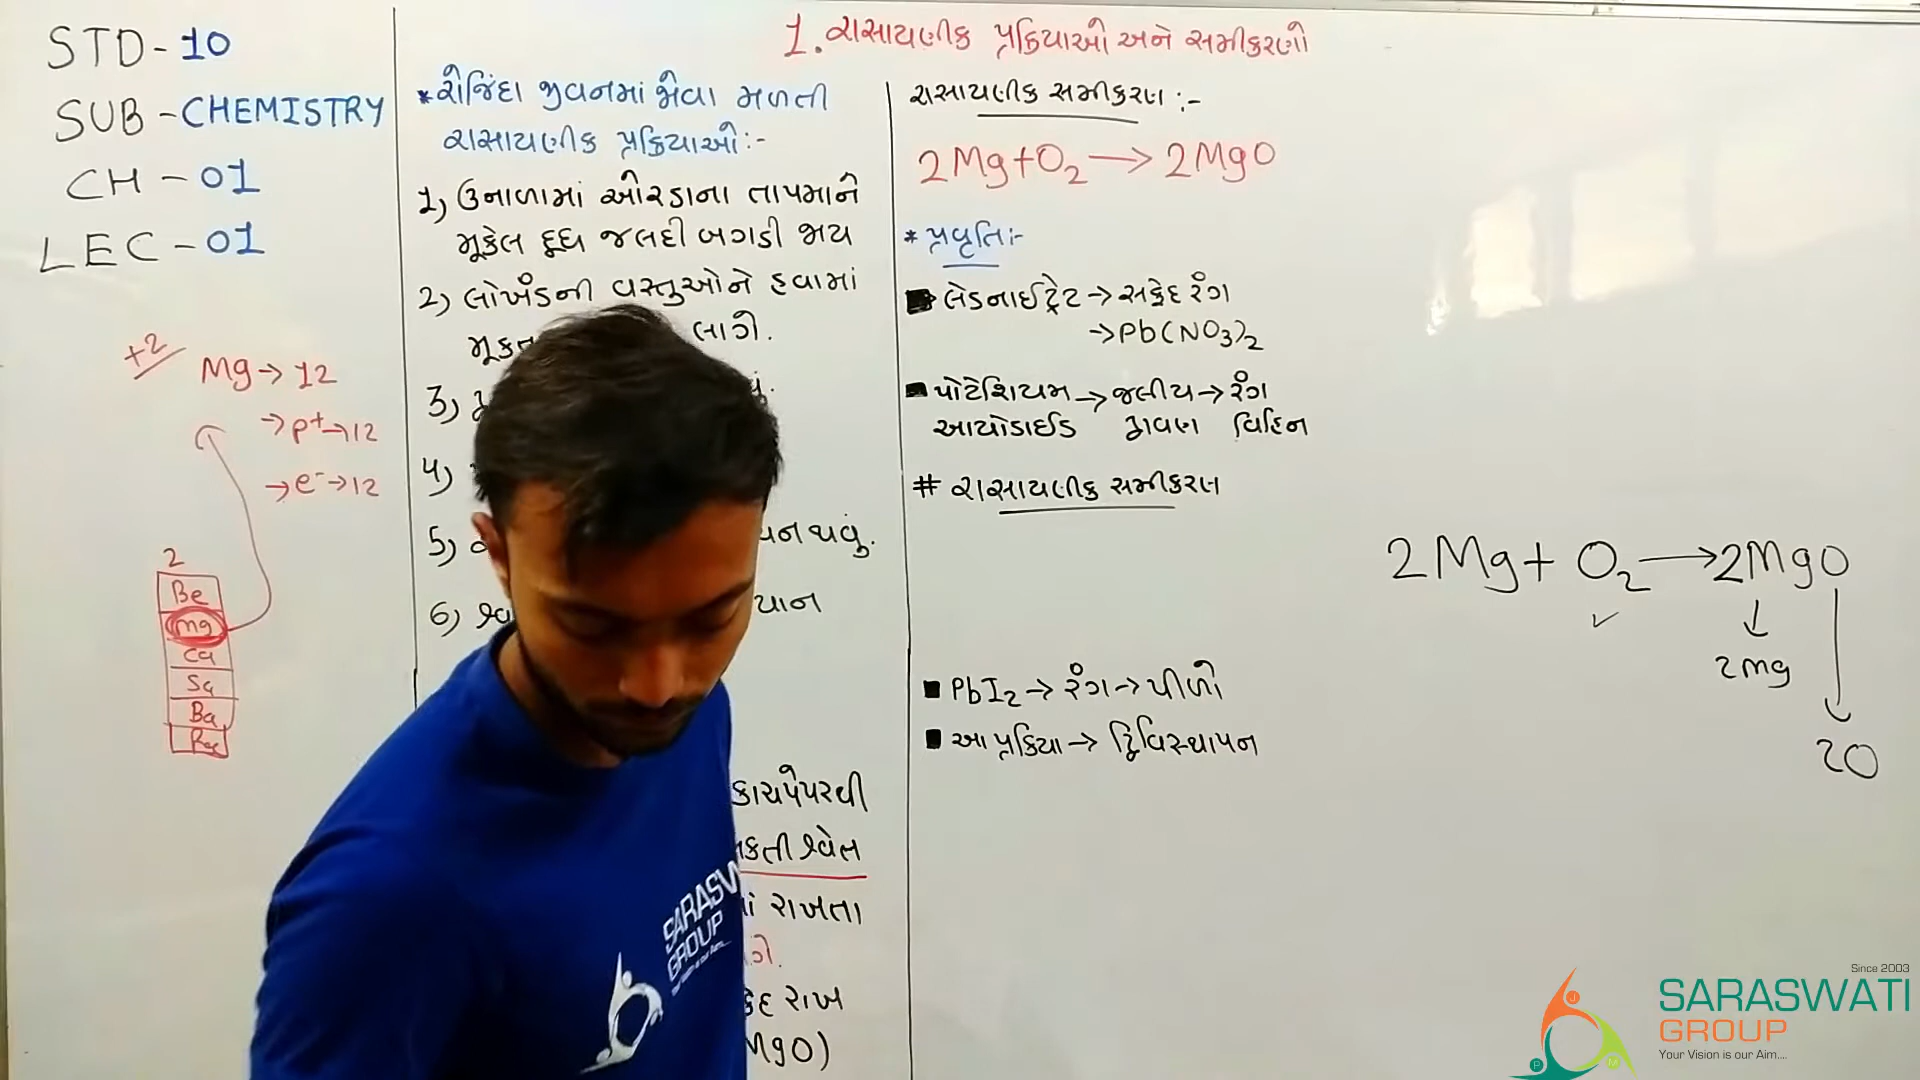 1. રાસાયણીક પ્રક્રિયાઓ અને સમીકરણો
STD-10
SUB-CHEMISTRY
CH-01
LEC-01
+2
Mg→12
→p+→12
→e-→12
2
Be
Mg
Ca
Sa
Ba
Ra
*રોજિંદા જીવનમાં જોવા મળતી
રાસાયણીક પ્રક્રિયાઓ:-
1) ઉનાળામાં ઓરડાના તાપમાને
મૂકેલ દૂધ જલદી બગડી જાય
2) લોખંડની વસ્તુઓને હવામાં
લાગે.
3)
4)
5) થવું.
6)
કાચપેપરથી
શ્વેત
રાખતા
રાખ
MgO)
રાસાયણીક સમીકરણ:-
2Mg+O2→2MgO
*પ્રવૃતિ:-
લેડનાઈટ્રેટ→સફેદ રંગ
→Pb(NO3)2
પોટેશિયમ→જલીય→રંગ
આયોડાઈડ દ્રાવણ વિહિન
# રાસાયણીક સમીકરણ
PbI2→રંગ→પીળો
આ પ્રક્રિયા→દ્વિવિસ્થાપન
2Mg+O2→2MgO
2Mg
2O
SARASWATI
GROUP
Since 2003
SARASWATI
GROUP
Your Vision is our Aim....